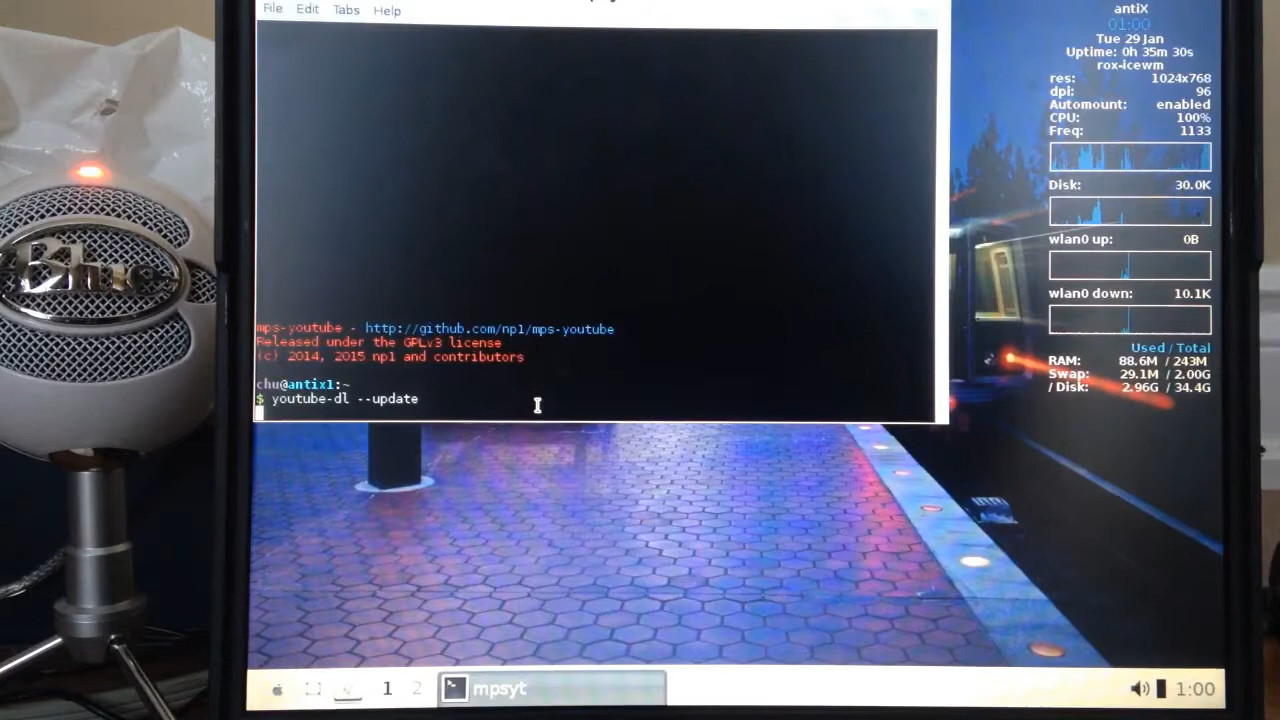 File Edit Tabs Help
mps-youtube - http://github.com/np1/mps-youtube
Released under the GPLv3 license
(c) 2014, 2015 np1 and contributors
chu@antix1:~
$ youtube-dl --update
antiX
01:00
Tue 29 Jan
Uptime: 0h 35m 30s
rox-icewm
res: 1024x768
dpi: 96
Automount: enabled
CPU: 100%
Freq: 1133
Disk: 30.0K
wlan0 up: 0B
wlan0 down: 10.1K
Used / Total
RAM: 88.6M / 243M
Swap: 29.1M / 2.00G
/ Disk: 2.96G / 34.4G
Blue
1 2 mpsyt 1:00